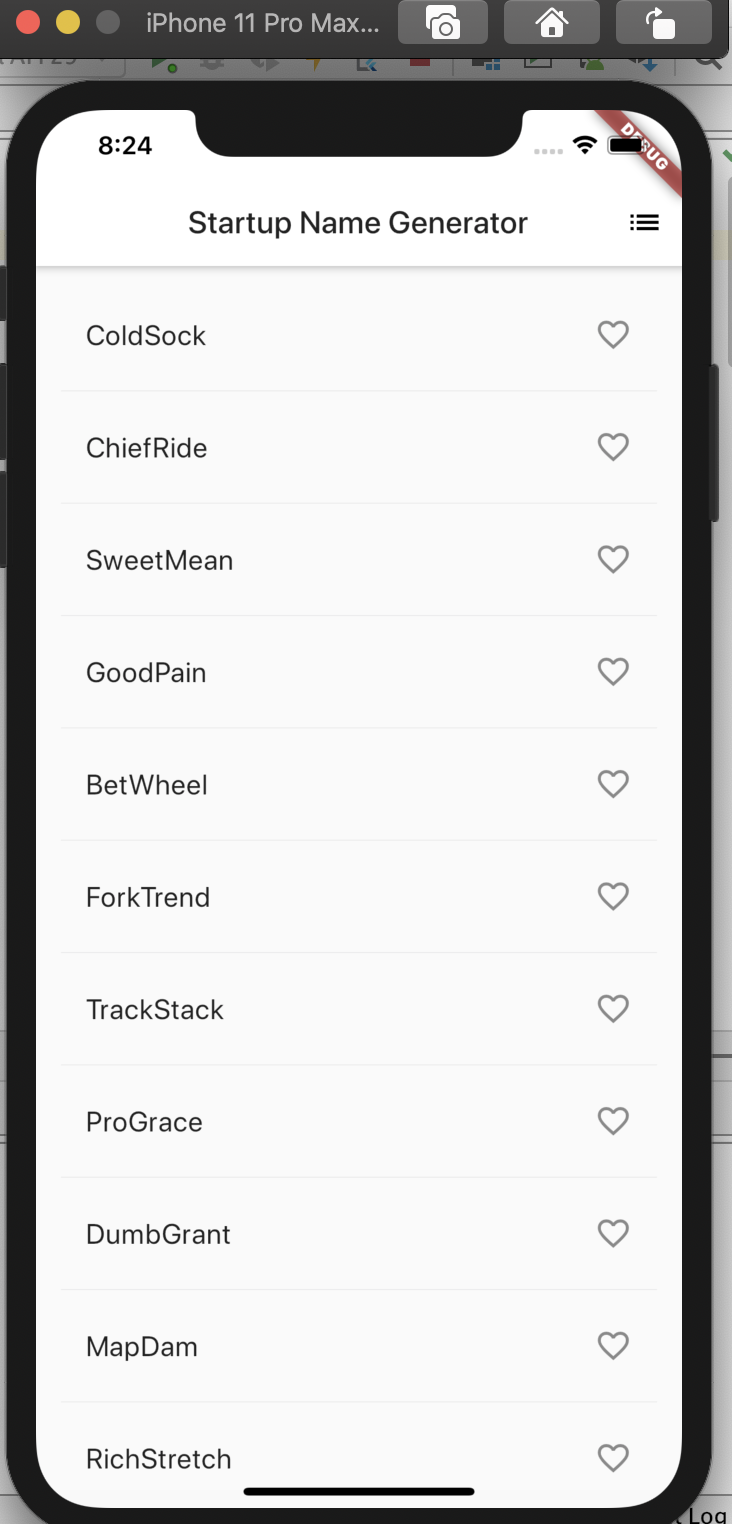 iPhone 11 Pro Max...
8:24
DEBUG
Startup Name Generator
ColdSock
ChiefRide
SweetMean
GoodPain
BetWheel
ForkTrend
TrackStack
ProGrace
DumbGrant
MapDam
RichStretch
Log